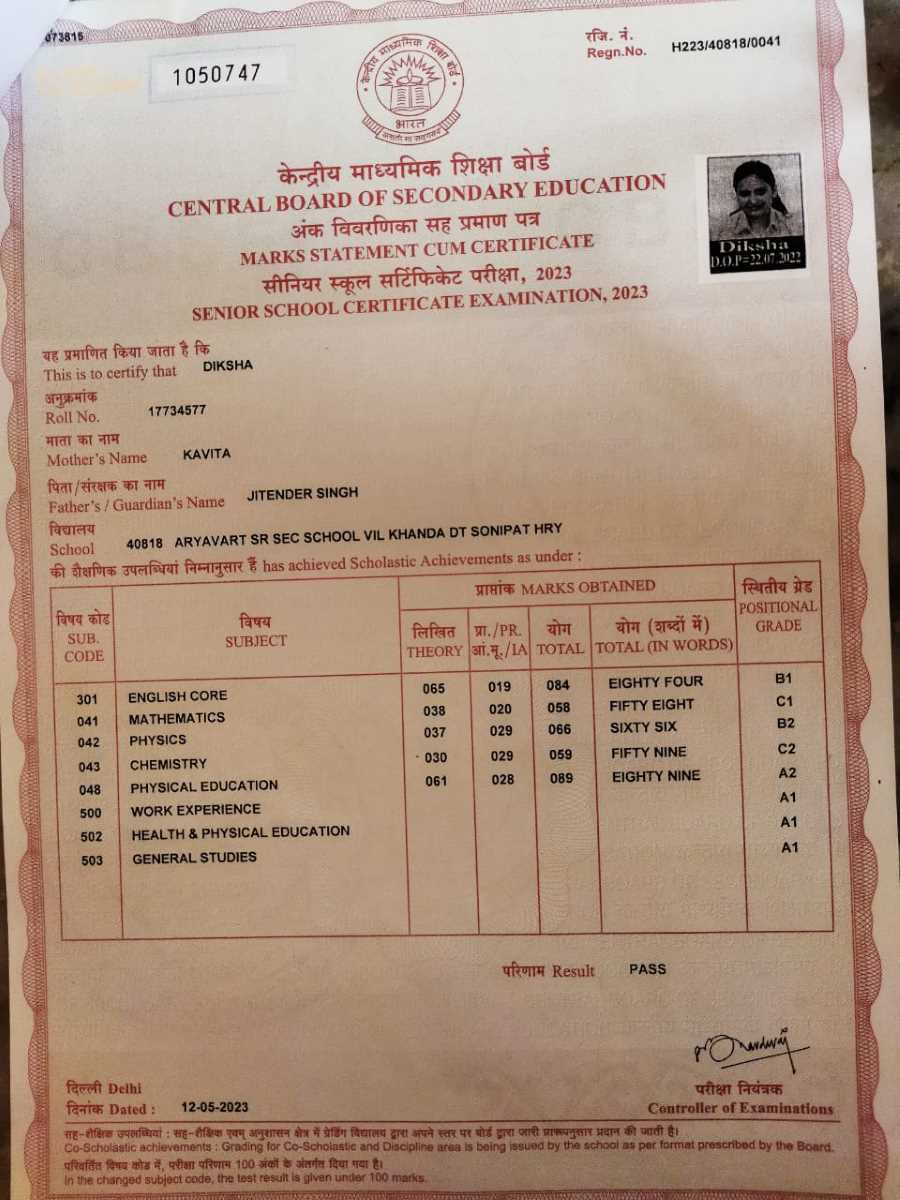 073815
1050747
रजि. नं.
Regn.No. H223/40818/0041
केन्द्रीय माध्यमिक शिक्षा बोर्ड
भारत
असतो मा सद्गमय
केन्द्रीय माध्यमिक शिक्षा बोर्ड
CENTRAL BOARD OF SECONDARY EDUCATION
अंक विवरणिका सह प्रमाण पत्र
MARKS STATEMENT CUM CERTIFICATE
सीनियर स्कूल सर्टिफिकेट परीक्षा, 2023
SENIOR SCHOOL CERTIFICATE EXAMINATION, 2023
Diksha
D.O.P=22.07.2022
यह प्रमाणित किया जाता है कि
This is to certify that DIKSHA
अनुक्रमांक
Roll No. 17734577
माता का नाम
Mother's Name KAVITA
पिता/संरक्षक का नाम
Father's / Guardian's Name JITENDER SINGH
विद्यालय
School 40818 ARYAVART SR SEC SCHOOL VIL KHANDA DT SONIPAT HRY
की शैक्षणिक उपलब्धियां निम्नानुसार हैं has achieved Scholastic Achievements as under :
विषय कोड विषय प्राप्तांक MARKS OBTAINED स्थितीय ग्रेड
SUB. CODE SUBJECT लिखित प्रा./PR. योग योग (शब्दों में) POSITIONAL
THEORY आं.मू./IA TOTAL TOTAL (IN WORDS) GRADE
301 ENGLISH CORE 065 019 084 EIGHTY FOUR B1
041 MATHEMATICS 038 020 058 FIFTY EIGHT C1
042 PHYSICS 037 029 066 SIXTY SIX B2
043 CHEMISTRY 030 029 059 FIFTY NINE C2
048 PHYSICAL EDUCATION 061 028 089 EIGHTY NINE A2
500 WORK EXPERIENCE A1
502 HEALTH & PHYSICAL EDUCATION A1
503 GENERAL STUDIES A1
परिणाम Result PASS
दिल्ली Delhi
परीक्षा नियंत्रक
दिनांक Dated : 12-05-2023
Controller of Examinations
सह-शैक्षिक उपलब्धियां : सह-शैक्षिक एवम् अनुशासन क्षेत्र में ग्रेडिंग विद्यालय द्वारा अपने स्तर पर बोर्ड द्वारा जारी प्रारूपनुसार प्रदान की जाती है।
Co-Scholastic achievements : Grading for Co-Scholastic and Discipline area is being issued by the school as per format prescribed by the Board.
परिवर्तित विषय कोड में, परीक्षा परिणाम 100 अंकों के अंतर्गत दिया गया है।
In the changed subject code, the test result is given under 100 marks.